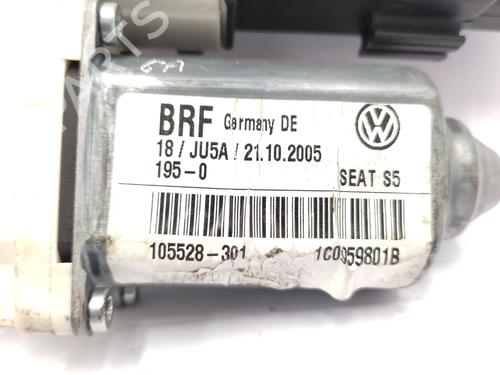 BRF Germany DE
18 / JU5A / 21.10.2005
195-0 SEAT S5
105528-301 1C0959801B